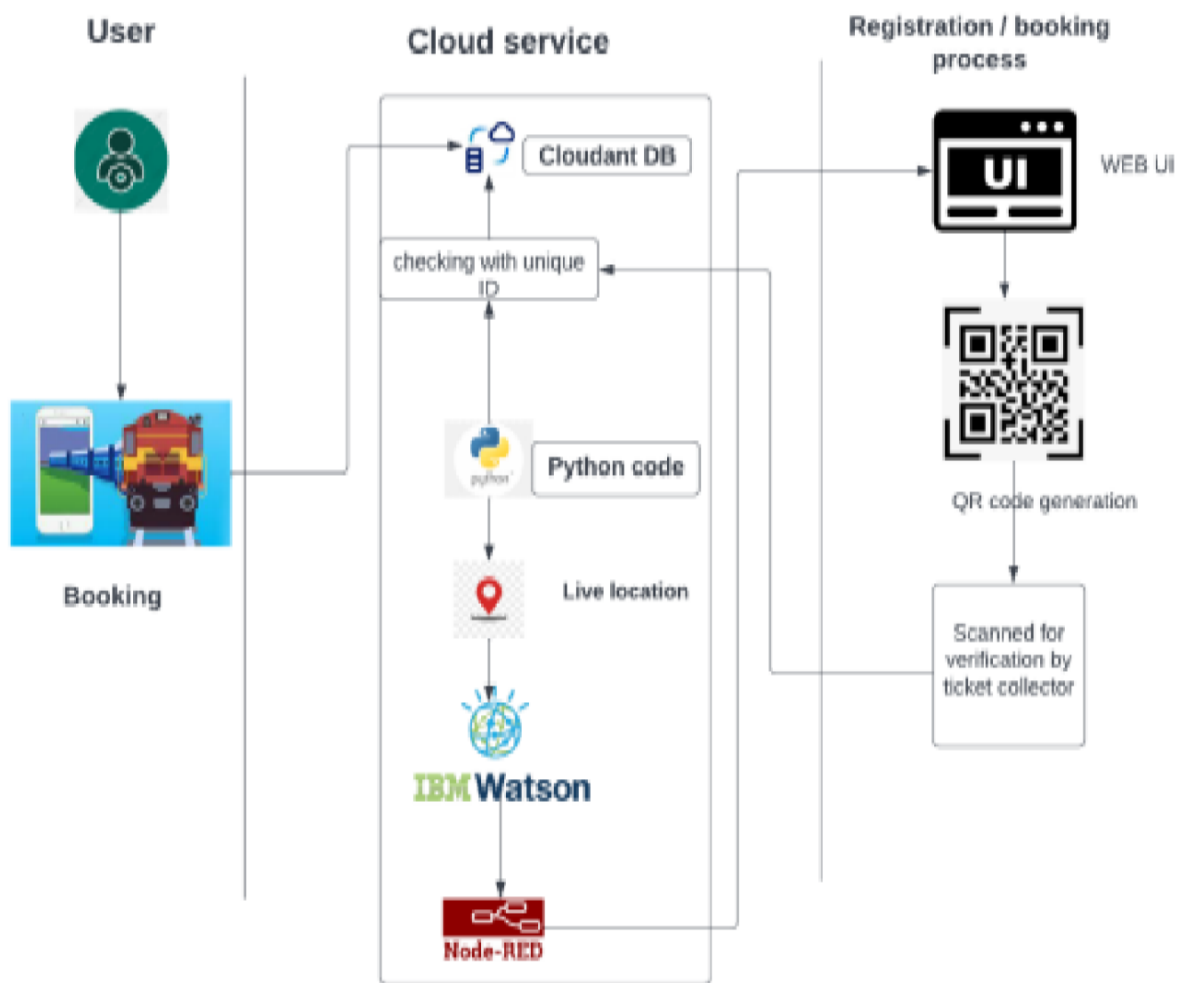 User
Cloud service
Registration / booking
process
Cloudant DB
UI
WEB UI
checking with unique
ID
python
Python code
QR code generation
Live location
Booking
Scanned for
verification by
ticket collector
IBM Watson
Node-RED